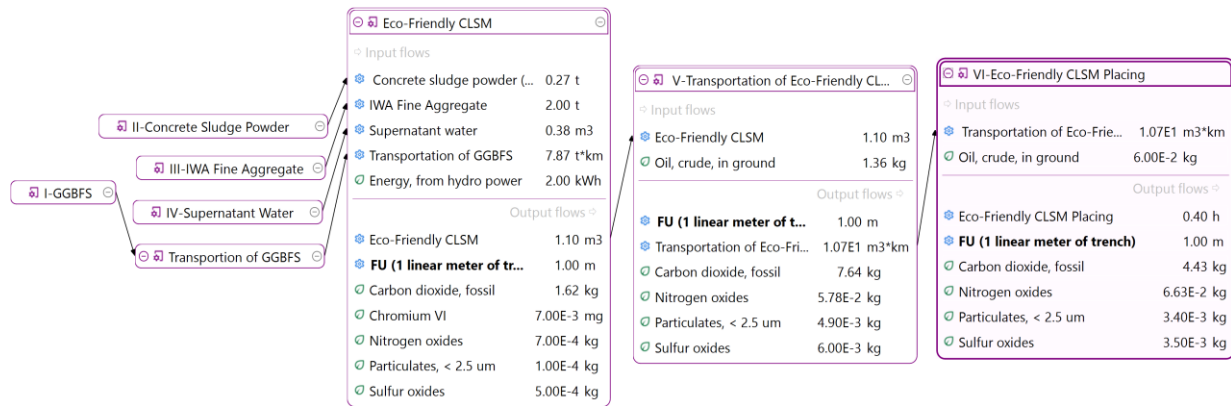 II-Concrete Sludge Powder
III-IWA Fine Aggregate
I-GGBFS
IV-Supernatant Water
Transportion of GGBFS
Eco-Friendly CLSM
Input flows
Concrete sludge powder (... 0.27 t
IWA Fine Aggregate 2.00 t
Supernatant water 0.38 m3
Transportation of GGBFS 7.87 t*km
Energy, from hydro power 2.00 kWh
Output flows
Eco-Friendly CLSM 1.10 m3
FU (1 linear meter of tr... 1.00 m
Carbon dioxide, fossil 1.62 kg
Chromium VI 7.00E-3 mg
Nitrogen oxides 7.00E-4 kg
Particulates, < 2.5 um 1.00E-4 kg
Sulfur oxides 5.00E-4 kg
V-Transportation of Eco-Friendly CL...
Input flows
Eco-Friendly CLSM 1.10 m3
Oil, crude, in ground 1.36 kg
Output flows
FU (1 linear meter of t... 1.00 m
Transportation of Eco-Fri... 1.07E1 m3*km
Carbon dioxide, fossil 7.64 kg
Nitrogen oxides 5.78E-2 kg
Particulates, < 2.5 um 4.90E-3 kg
Sulfur oxides 6.00E-3 kg
VI-Eco-Friendly CLSM Placing
Input flows
Transportation of Eco-Frie... 1.07E1 m3*km
Oil, crude, in ground 6.00E-2 kg
Output flows
Eco-Friendly CLSM Placing 0.40 h
FU (1 linear meter of trench) 1.00 m
Carbon dioxide, fossil 4.43 kg
Nitrogen oxides 6.63E-2 kg
Particulates, < 2.5 um 3.40E-3 kg
Sulfur oxides 3.50E-3 kg